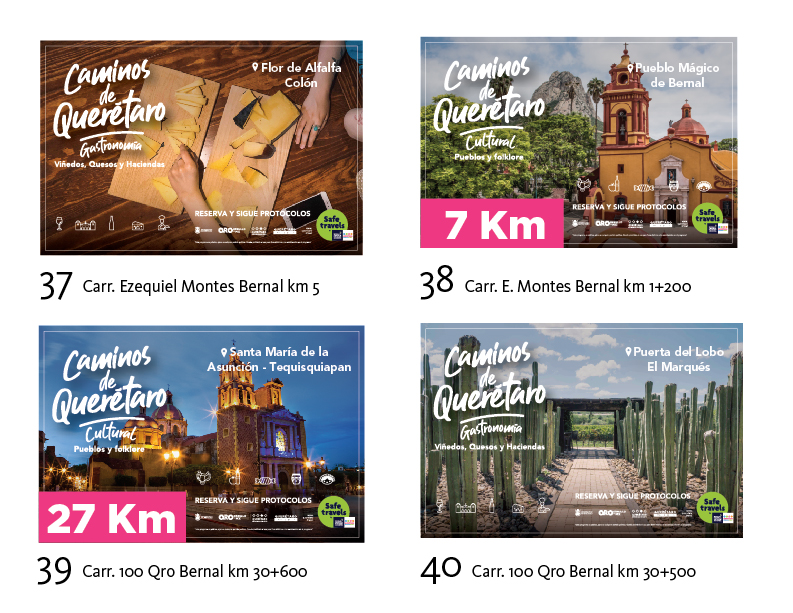 Caminos
de
Querétaro
Gastronomía
Viñedos, Quesos y Haciendas
Flor de Alfalfa
Colón
RESERVA Y SIGUE PROTOCOLOS
Safe
travels
37 Carr. Ezequiel Montes Bernal km 5
Caminos
de
Querétaro
Cultural
Pueblos y folklore
Pueblo Mágico
de Bernal
RESERVA Y SIGUE PROTOCOLOS
Safe
travels
7 Km
38 Carr. E. Montes Bernal km 1+200
Caminos
de
Querétaro
Cultural
Pueblos y folklore
Santa María de la
Asunción - Tequisquiapan
RESERVA Y SIGUE PROTOCOLOS
Safe
travels
27 Km
39 Carr. 100 Qro Bernal km 30+600
Caminos
de
Querétaro
Gastronomía
Viñedos, Quesos y Haciendas
Puerta del Lobo
El Marqués
RESERVA Y SIGUE PROTOCOLOS
Safe
travels
40 Carr. 100 Qro Bernal km 30+500